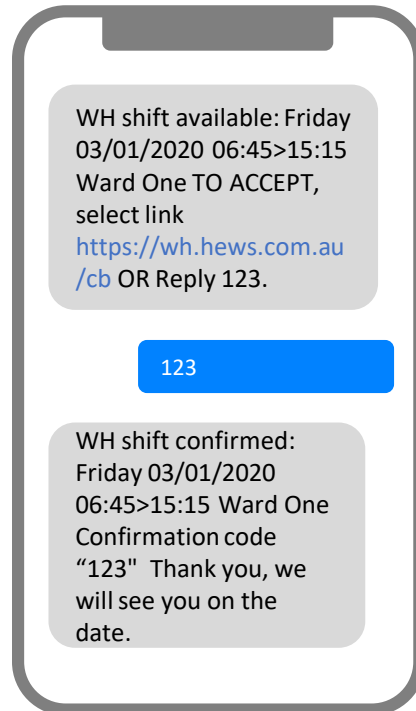 WH shift available: Friday
03/01/2020 06:45>15:15
Ward One TO ACCEPT,
select link
https://wh.hews.com.au
/cb OR Reply 123.
123
WH shift confirmed:
Friday 03/01/2020
06:45>15:15 Ward One
Confirmation code
“123" Thank you, we
will see you on the
date.